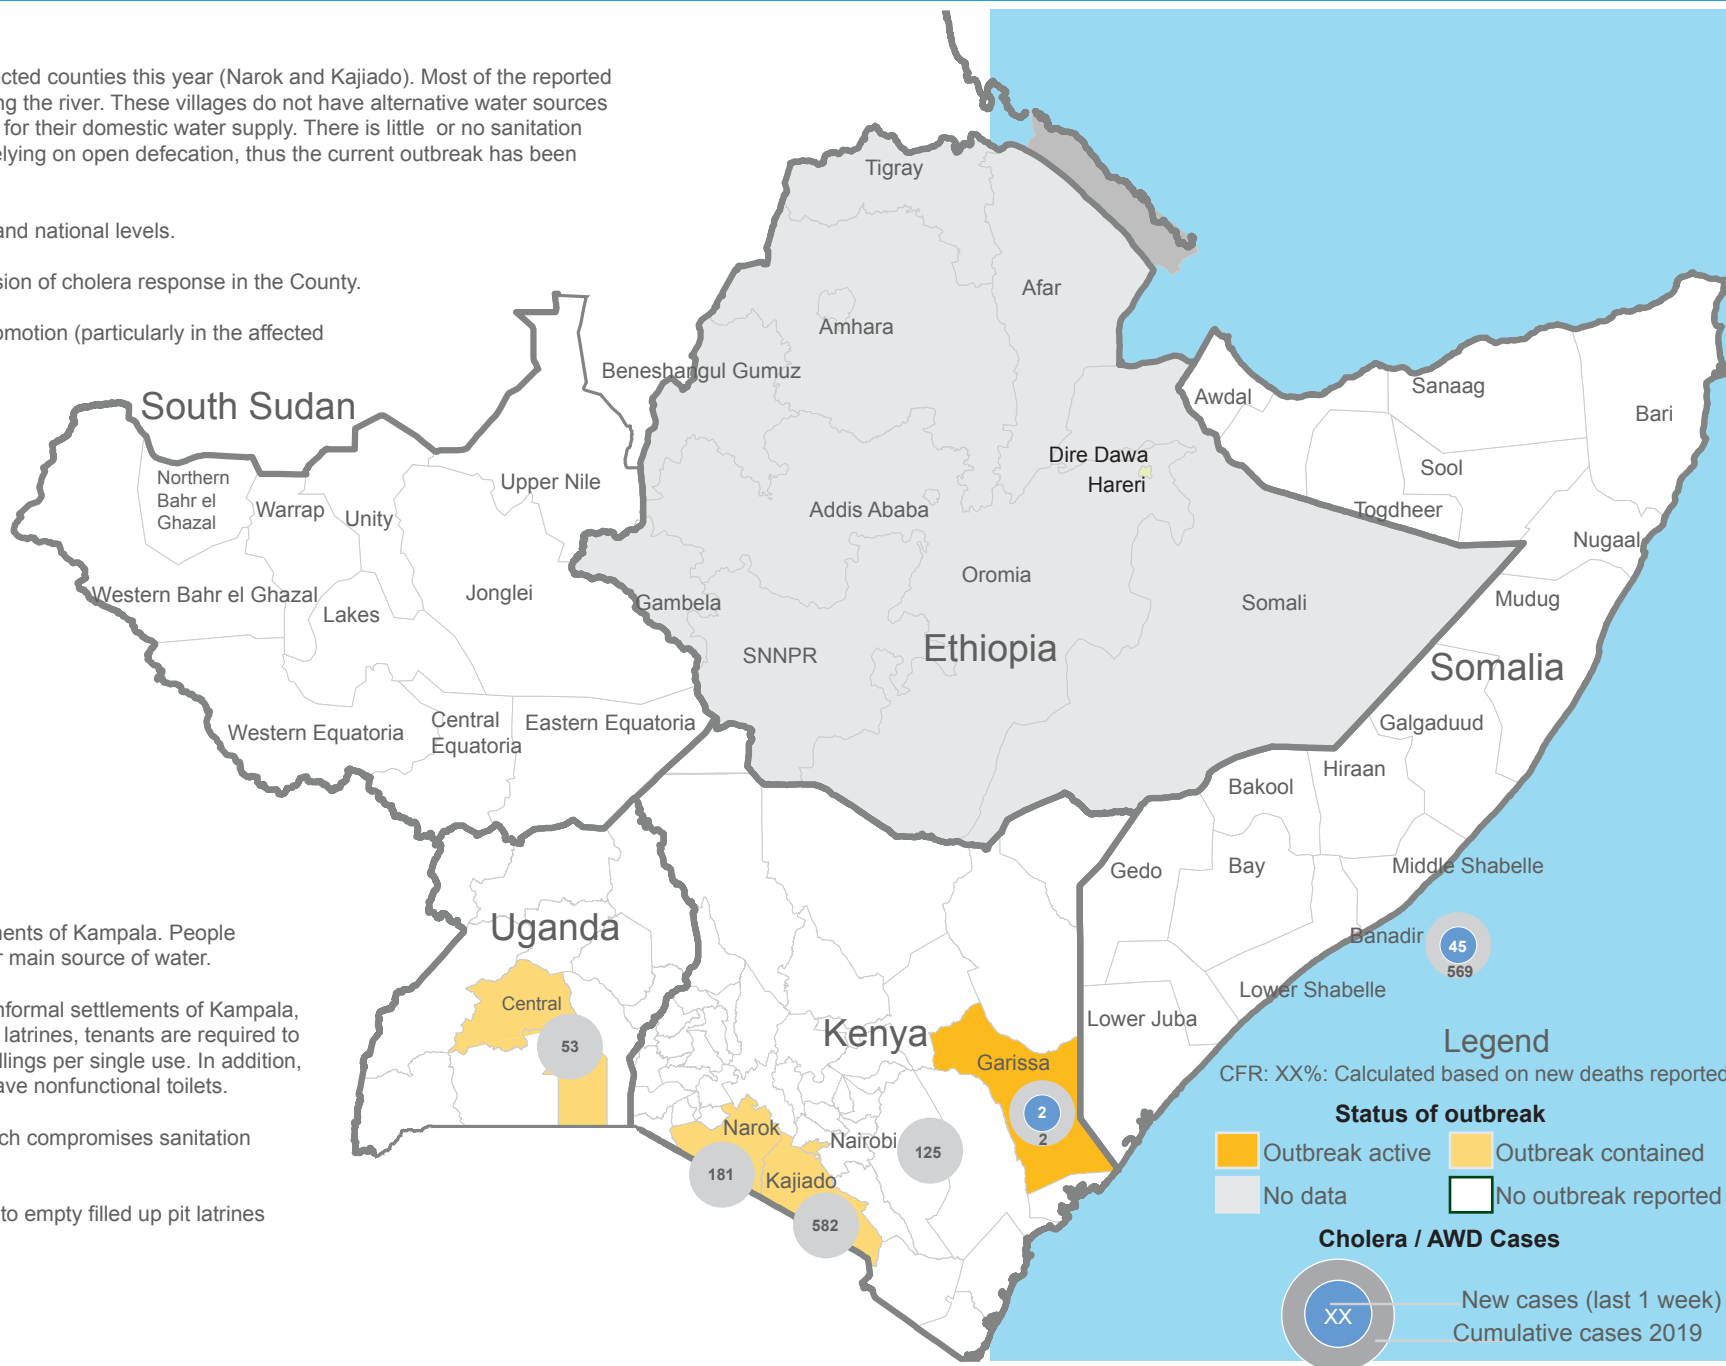 cted counties this year (Narok and Kajiado). Most of the reported
ng the river. These villages do not have alternative water sources
for their domestic water supply. There is little or no sanitation
elying on open defecation, thus the current outbreak has been
and national levels.
sion of cholera response in the County.
omotion (particularly in the affected
South Sudan
Northern
Bahr el
Ghazal
Warrap
Unity
Upper Nile
Western Bahr el Ghazal
Lakes
Jonglei
Western Equatoria
Central
Equatoria
Eastern Equatoria
Tigray
Afar
Amhara
Beneshangul Gumuz
Dire Dawa
Hareri
Addis Ababa
Oromia
Gambela
Somali
SNNPR
Ethiopia
Awdal
Sanaag
Bari
Sool
Togdheer
Nugaal
Mudug
Somalia
Galgaduud
Hiraan
Bakool
Gedo
Bay
Middle Shabelle
Banadir
45
569
Lower Shabelle
Lower Juba
Uganda
Central
53
Kenya
Garissa
2
2
Narok
Nairobi
125
181
Kajiado
582
nents of Kampala. People
r main source of water.
nformal settlements of Kampala,
latrines, tenants are required to
llings per single use. In addition,
ave nonfunctional toilets.
ch compromises sanitation
to empty filled up pit latrines
Legend
CFR: XX%: Calculated based on new deaths reported
Status of outbreak
Outbreak active
Outbreak contained
No data
No outbreak reported
Cholera / AWD Cases
XX
New cases (last 1 week)
Cumulative cases 2019